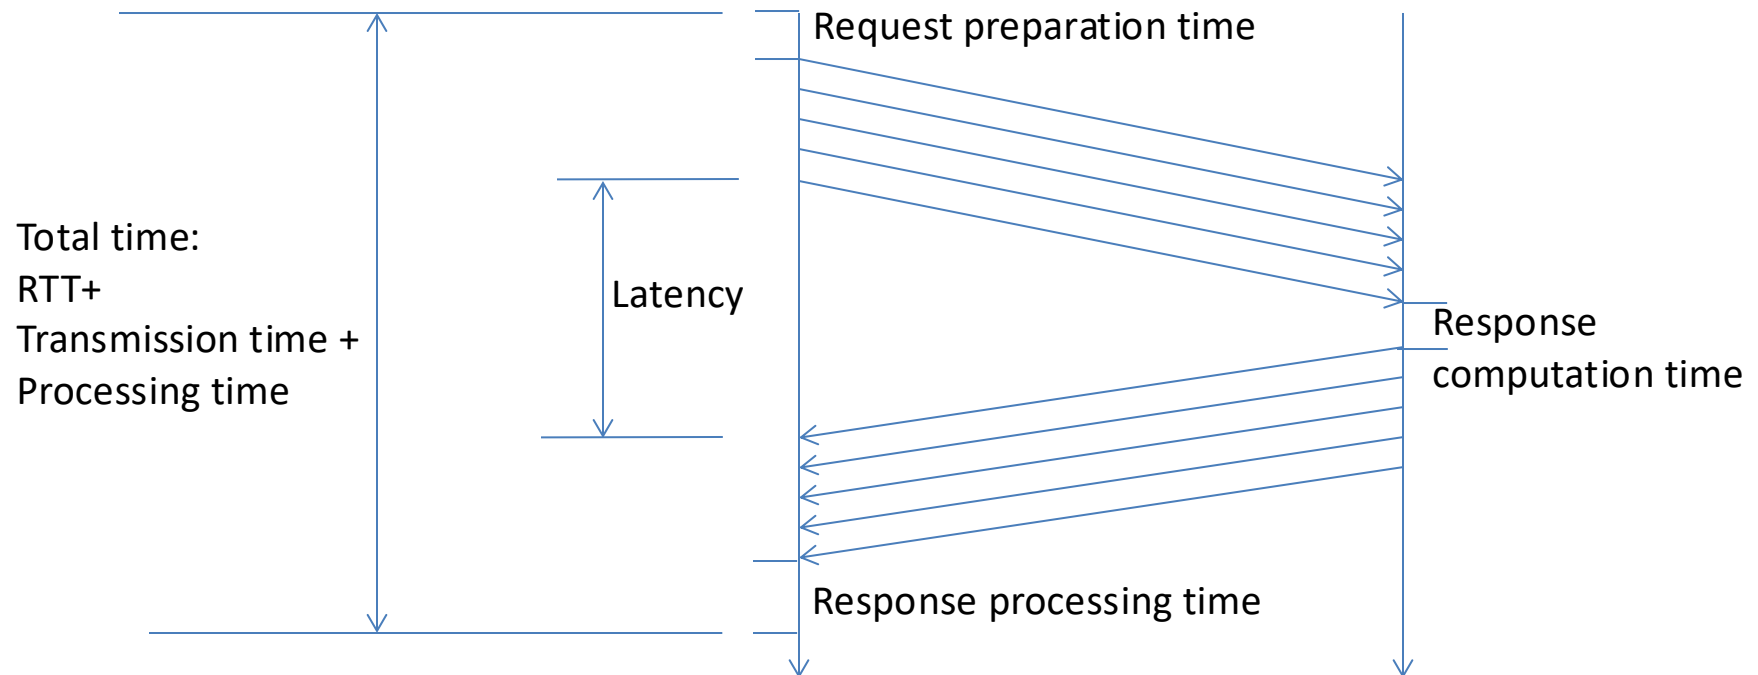 Request preparation time
Total time:
RTT+
Transmission time +
Processing time
Latency
Response
computation time
Response processing time